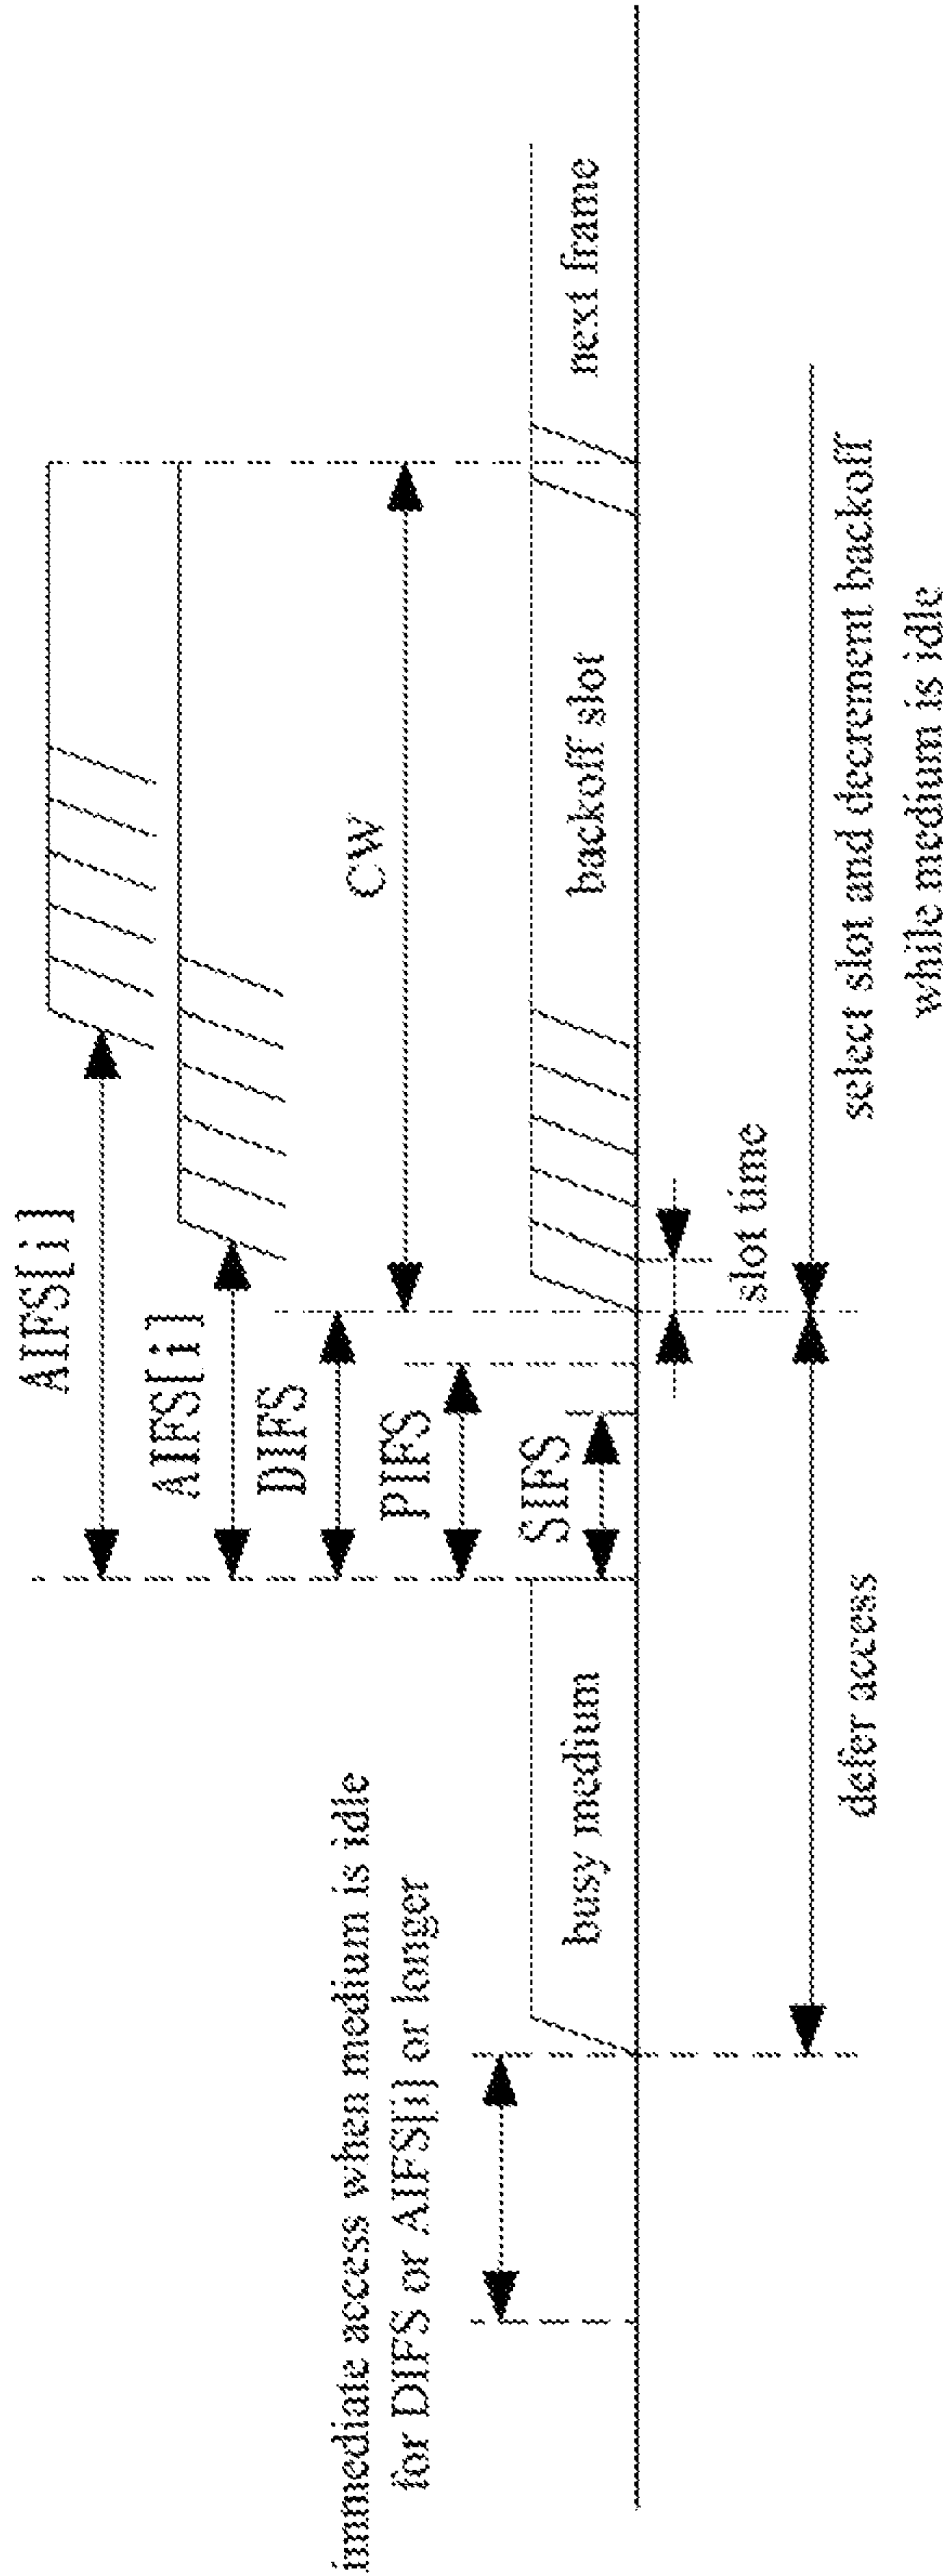 AIFS[i]
AIFS[i]
DIFS
PIFS
SIFS
CW
immediate access when medium is idle
for DIFS or AIFS[i] or longer
busy medium
backoff slot
next frame
slot time
defer access
select slot and decrement backoff
while medium is idle